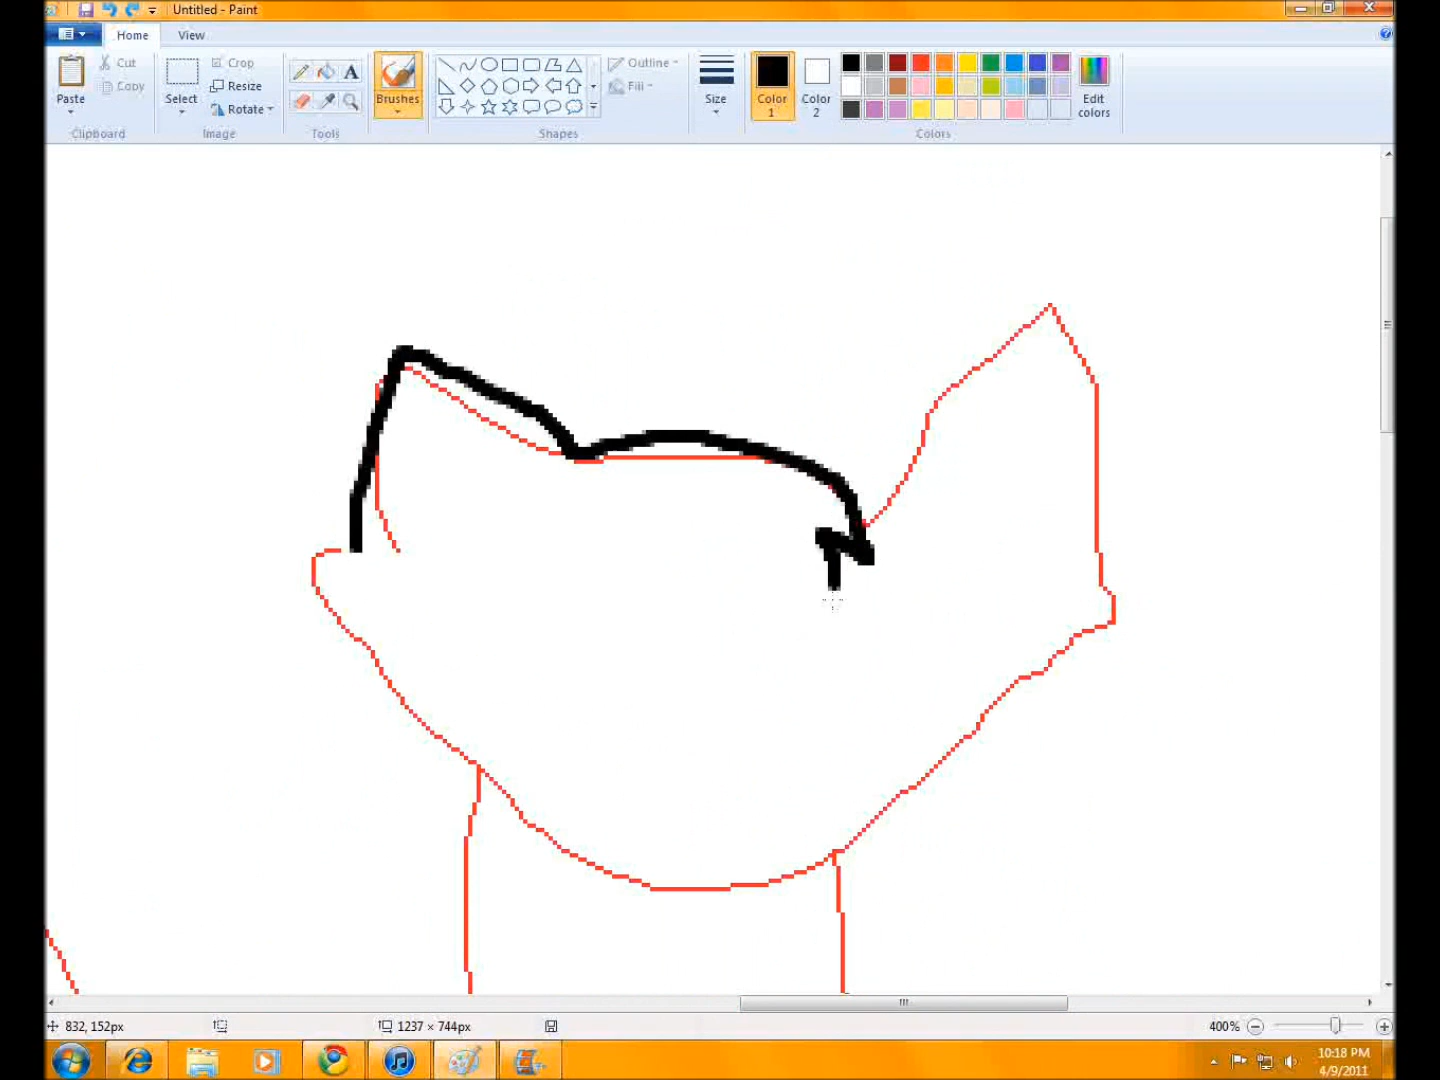 Untitled - Paint
Home View
Cut
Copy
Paste
Clipboard
Select
Crop
Resize
Rotate
Image
A
Tools
Brushes
Outline
Fill
Shapes
Size
Color 1
Color 2
Edit colors
Colors
832, 152px
1237 × 744px
400%
10:18 PM
4/9/2011